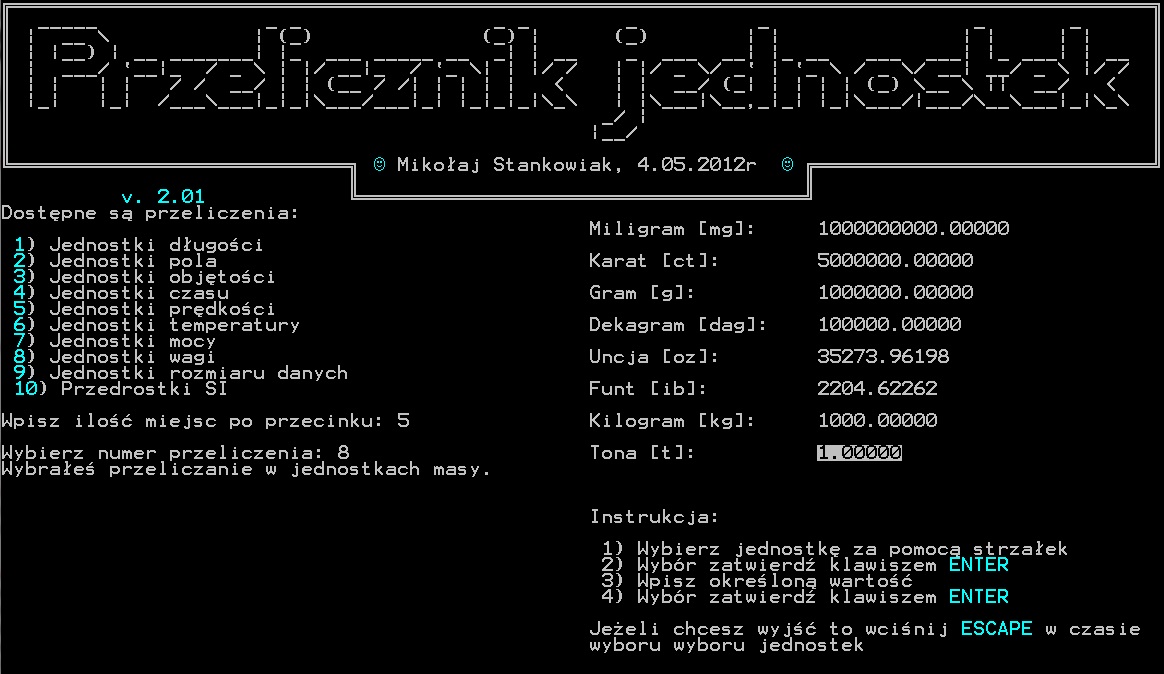 Przelicznik jednostek
☺ Mikołaj Stankowiak, 4.05.2012r ☺
v. 2.01
Dostępne są przeliczenia:
1) Jednostki długości
2) Jednostki pola
3) Jednostki objętości
4) Jednostki czasu
5) Jednostki prędkości
6) Jednostki temperatury
7) Jednostki mocy
8) Jednostki wagi
9) Jednostki rozmiaru danych
10) Przedrostki SI
Wpisz ilość miejsc po przecinku: 5
Wybierz numer przeliczenia: 8
Wybrałeś przeliczanie w jednostkach masy.
Miligram [mg]: 1000000000.00000
Karat [ct]: 5000000.00000
Gram [g]: 1000000.00000
Dekagram [dag]: 100000.00000
Uncja [oz]: 35273.96198
Funt [ib]: 2204.62262
Kilogram [kg]: 1000.00000
Tona [t]: 1.00000
Instrukcja:
1) Wybierz jednostkę za pomocą strzałek
2) Wybór zatwierdź klawiszem ENTER
3) Wpisz określoną wartość
4) Wybór zatwierdź klawiszem ENTER
Jeżeli chcesz wyjść to wciśnij ESCAPE w czasie
wyboru wyboru jednostek